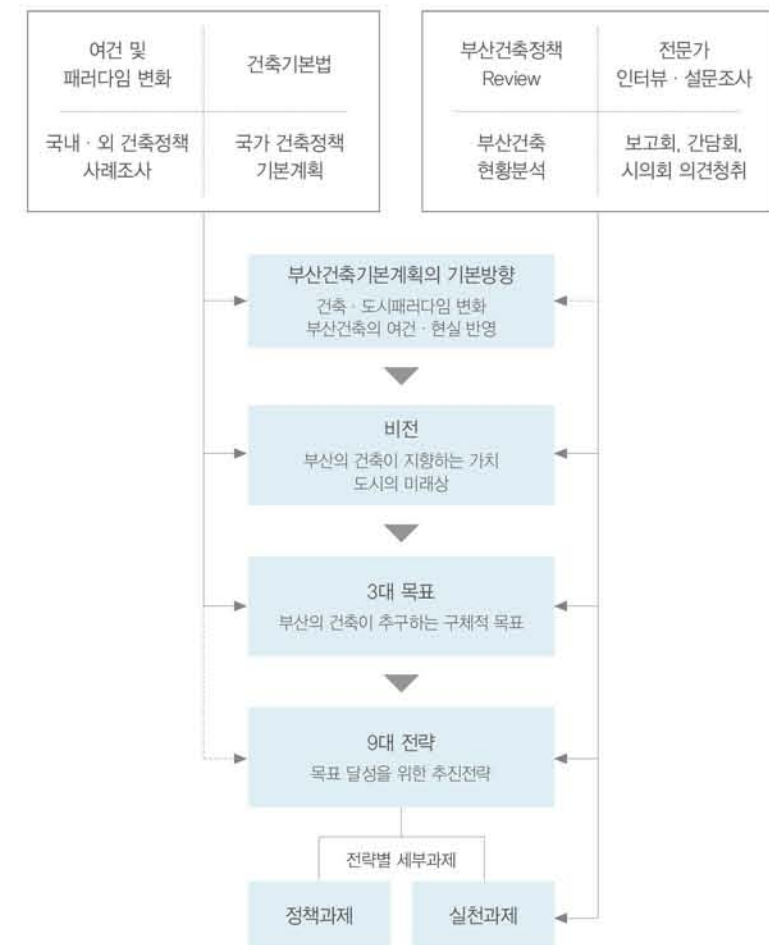 여건 및
패러다임 변화
건축기본법
국내 · 외 건축정책
사례조사
국가 건축정책
기본계획
부산건축정책
Review
전문가
인터뷰 · 설문조사
부산건축
현황분석
보고회, 간담회,
시의회 의견청취
부산건축기본계획의 기본방향
건축 · 도시패러다임 변화
부산건축의 여건 · 현실 반영
비전
부산의 건축이 지향하는 가치
도시의 미래상
3대 목표
부산의 건축이 추구하는 구체적 목표
9대 전략
목표 달성을 위한 추진전략
전략별 세부과제
정책과제
실천과제